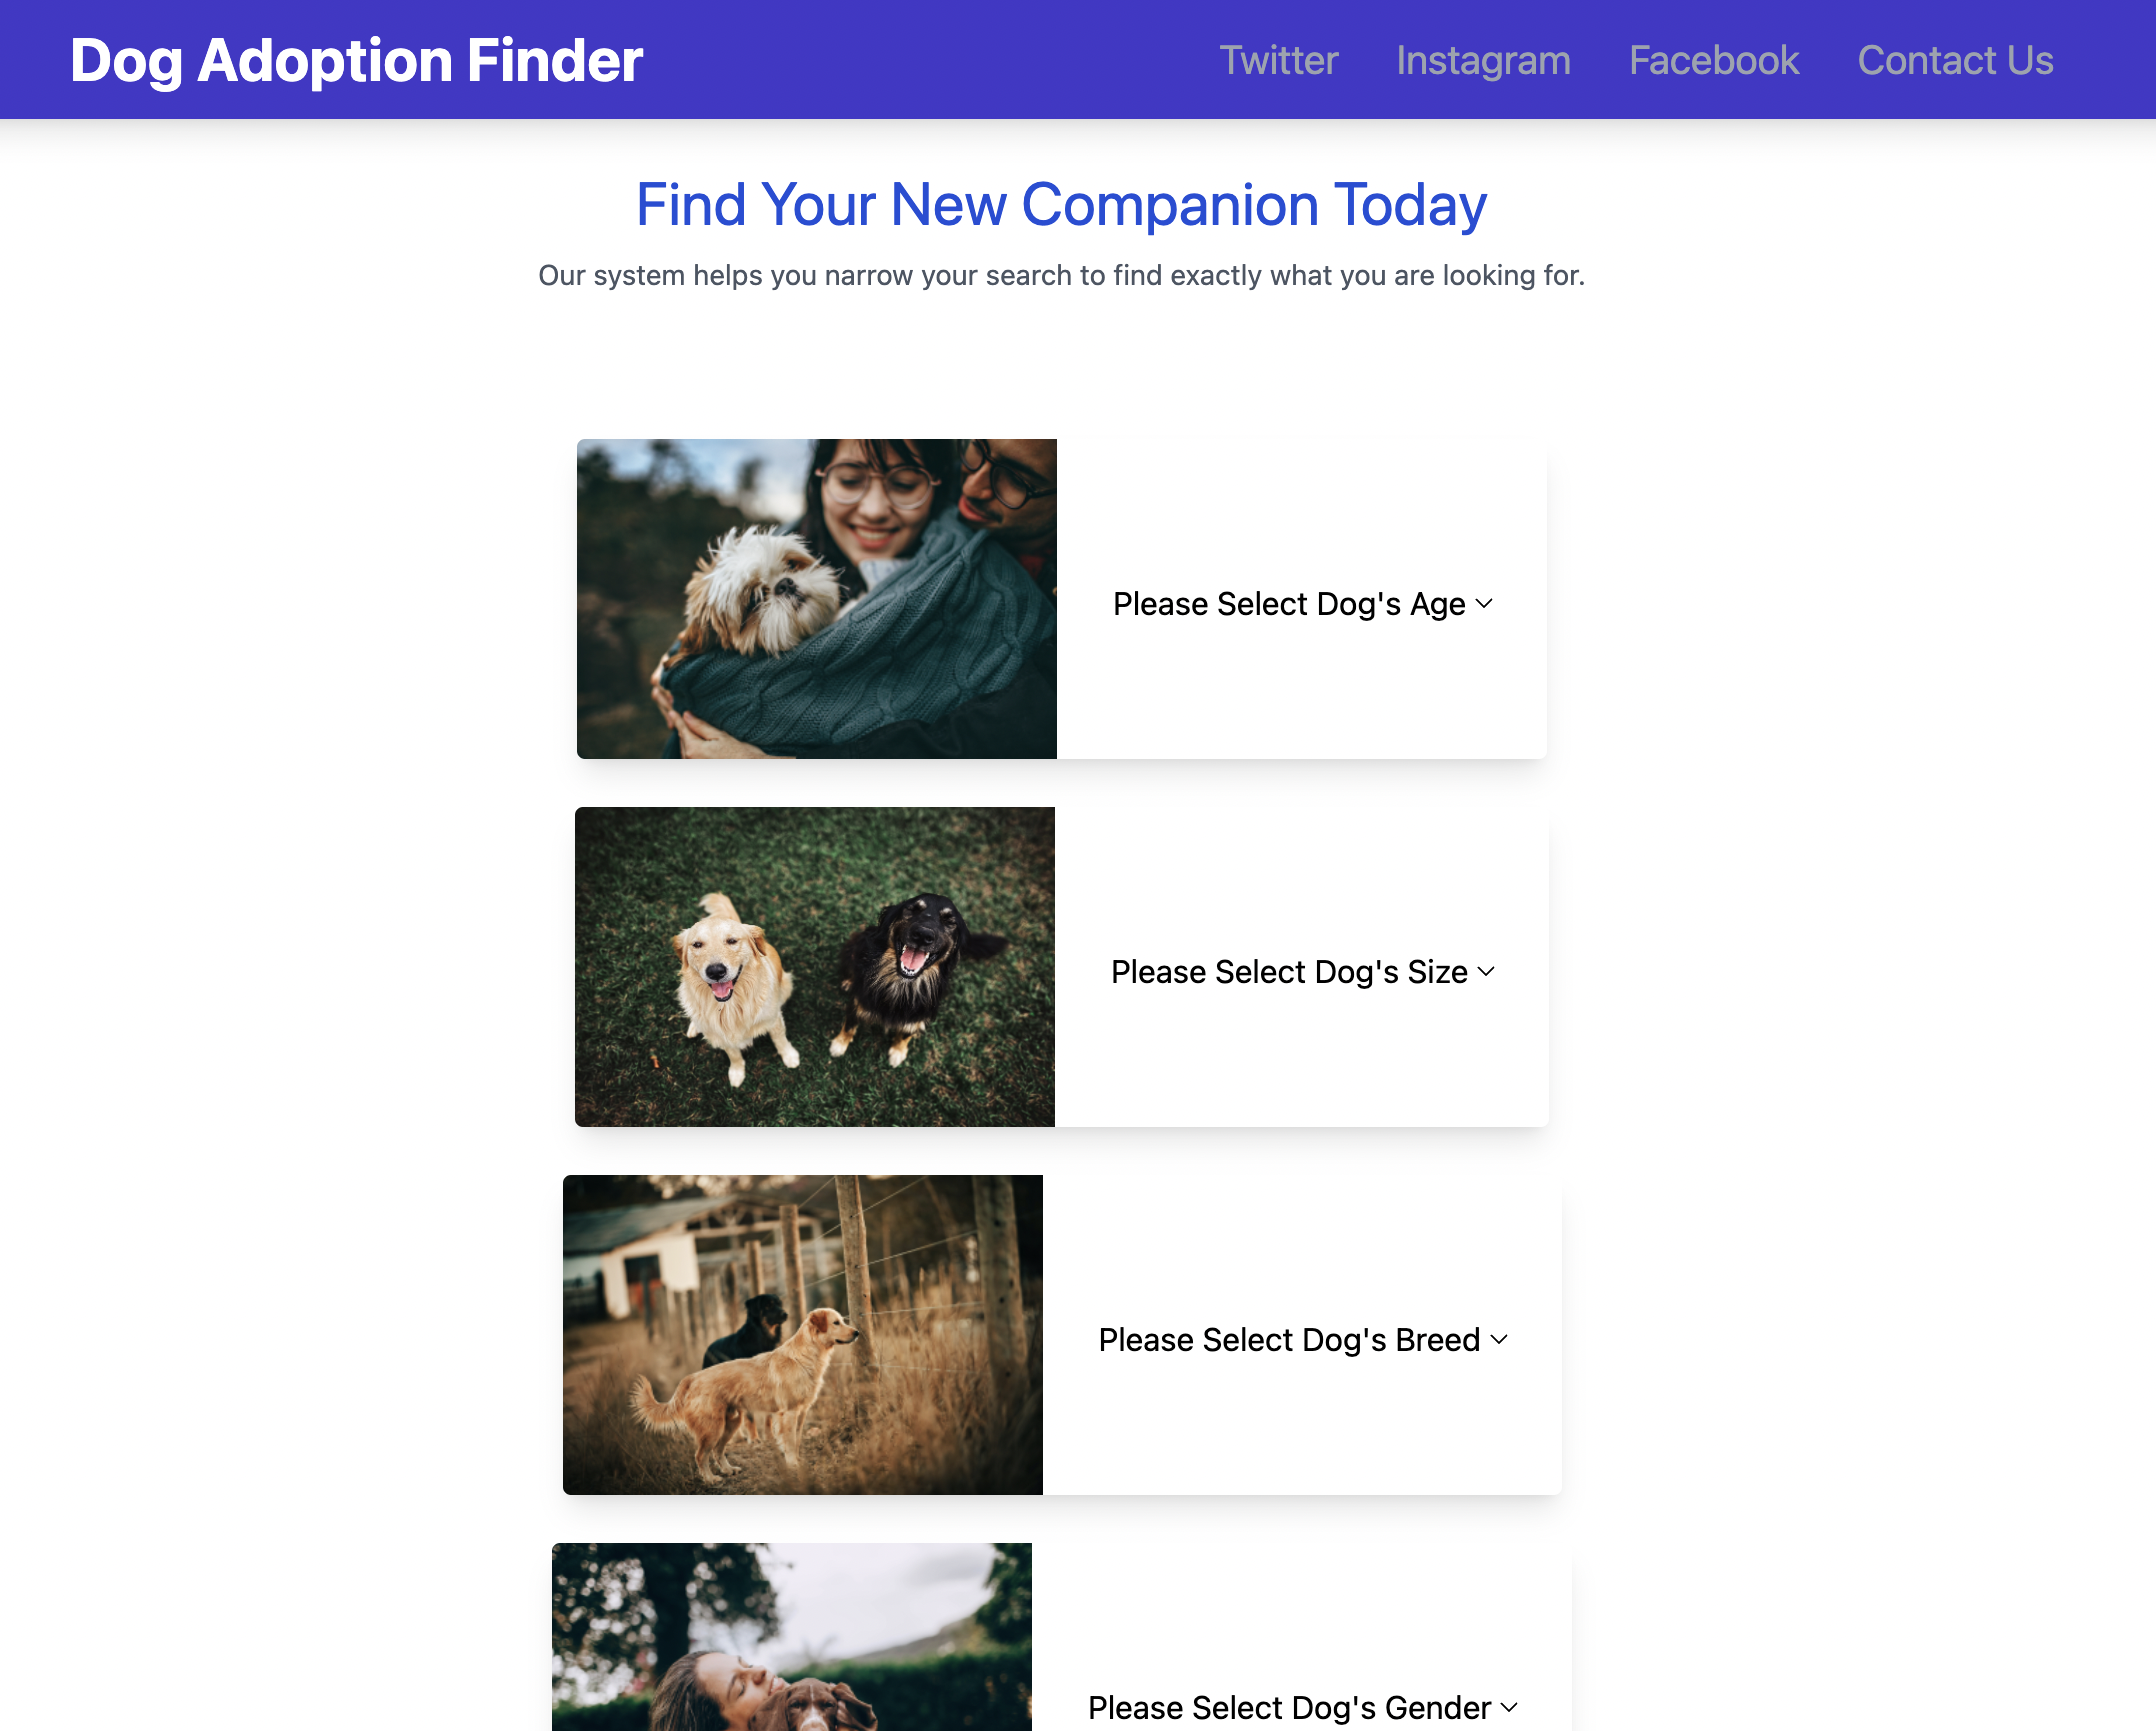 Dog Adoption Finder
Twitter
Instagram
Facebook
Contact Us
Find Your New Companion Today
Our system helps you narrow your search to find exactly what you are looking for.
Please Select Dog's Age
Please Select Dog's Size
Please Select Dog's Breed
Please Select Dog's Gender